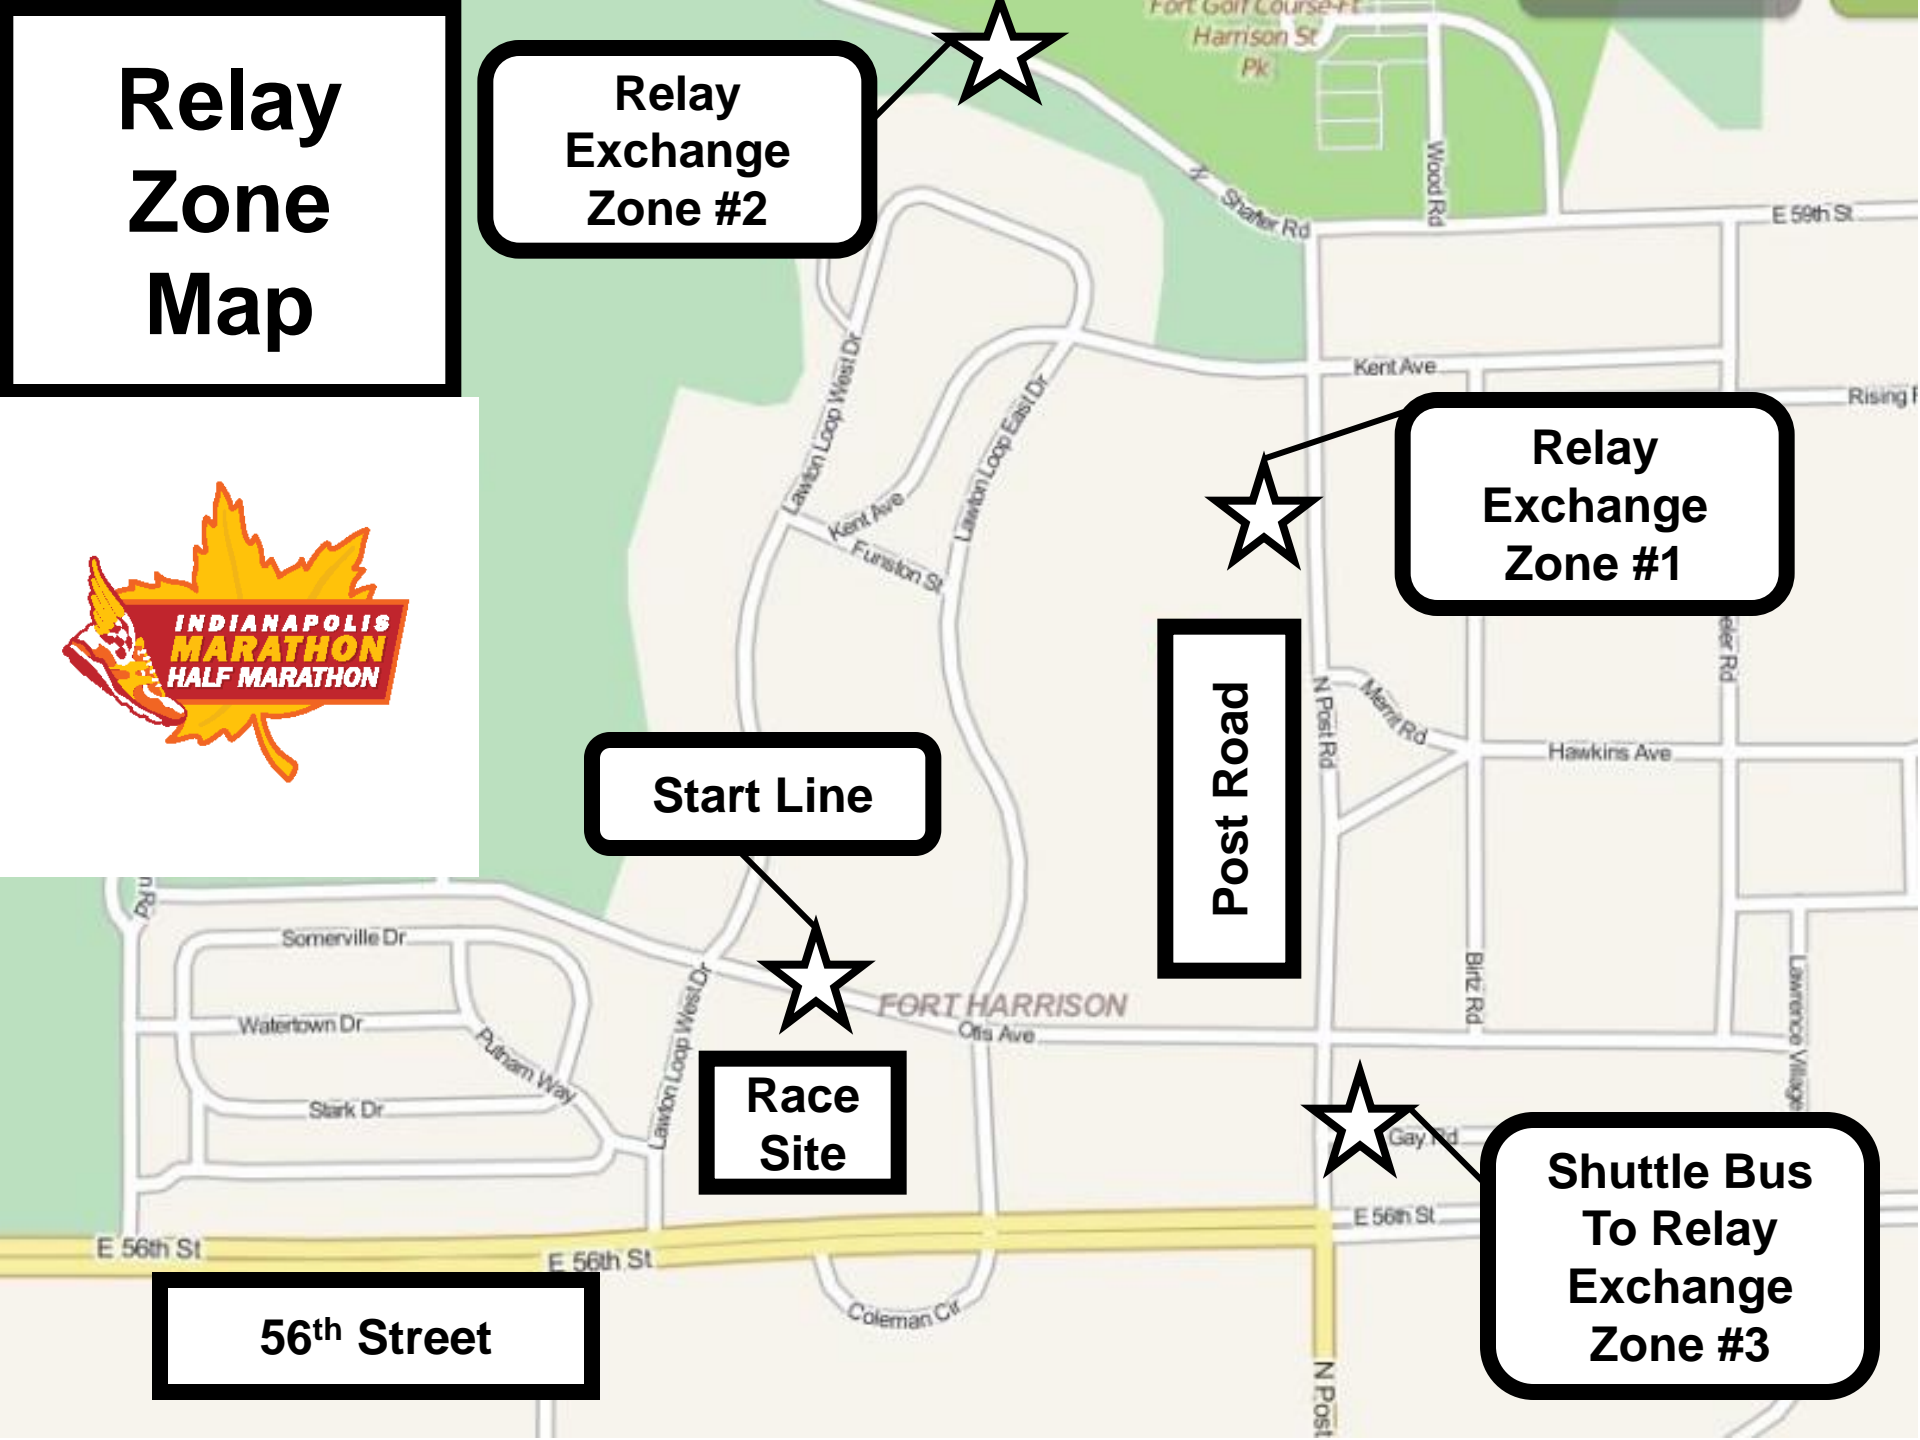 Relay
Zone
Map
Relay
Exchange
Zone #2
Fort Golf Course-Ft
Harrison St
Pk
Wood Rd
N
Shafter Rd
E 59th St
Kent Ave
Rising
Relay
Exchange
Zone #1
Lawton Loop West Dr
Lawton Loop East Dr
Kent Ave
Funston St
INDIANAPOLIS
MARATHON
HALF MARATHON
Post Road
N Post Rd
Merrit Rd
Hawkins Ave
eler Rd
Start Line
n Rd
Somerville Dr
Watertown Dr
Putnam Way
Stark Dr
Lawton Loop West Dr
FORT HARRISON
Otis Ave
Birtz Rd
Lawrence Village
Race
Site
Gay Rd
Shuttle Bus
To Relay
Exchange
Zone #3
E 56th St
E 56th St
E 56th St
56th Street
Coleman Cir
N Post